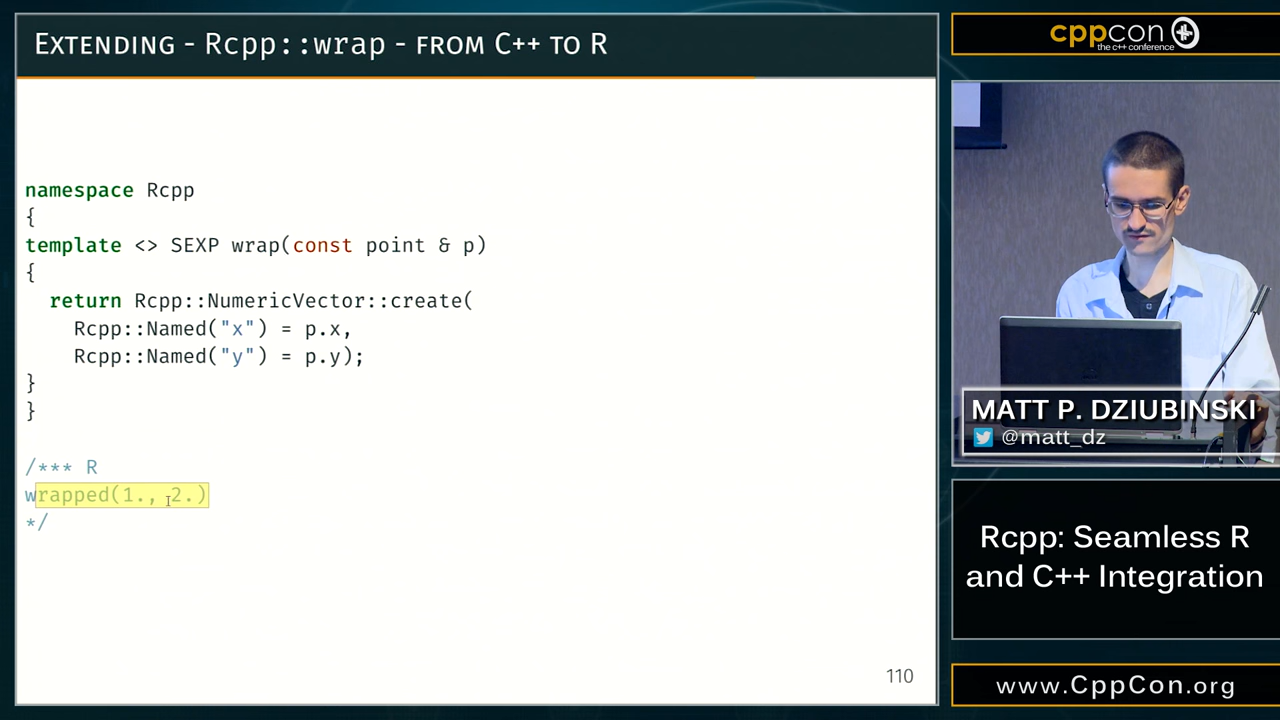 EXTENDING - Rcpp::wrap - FROM C++ TO R
namespace Rcpp
{
template <> SEXP wrap(const point & p)
{
  return Rcpp::NumericVector::create(
    Rcpp::Named("x") = p.x,
    Rcpp::Named("y") = p.y);
}
}
/*** R
wrapped(1., 2.)
*/
110
cppcon
the c++ conference
MATT P. DZIUBINSKI
@matt_dz
Rcpp: Seamless R
and C++ Integration
www.CppCon.org